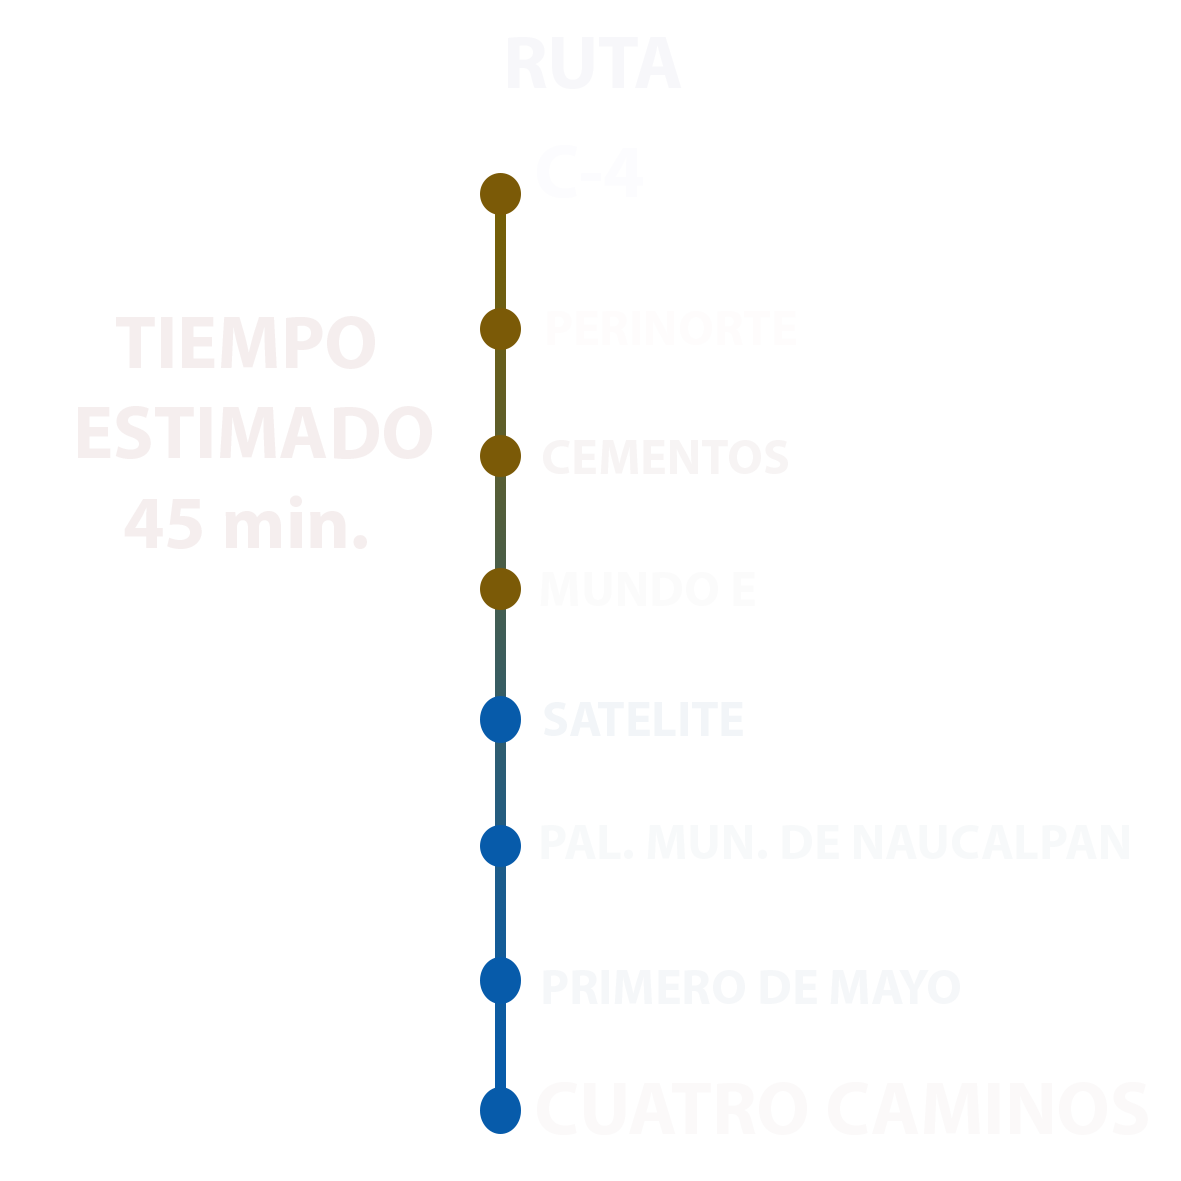 RUTA
C-4
PERINORTE
TIEMPO
ESTIMADO
45 min.
CEMENTOS
MUNDO E
SATELITE
PAL. MUN. DE NAUCALPAN
PRIMERO DE MAYO
CUATRO CAMINOS